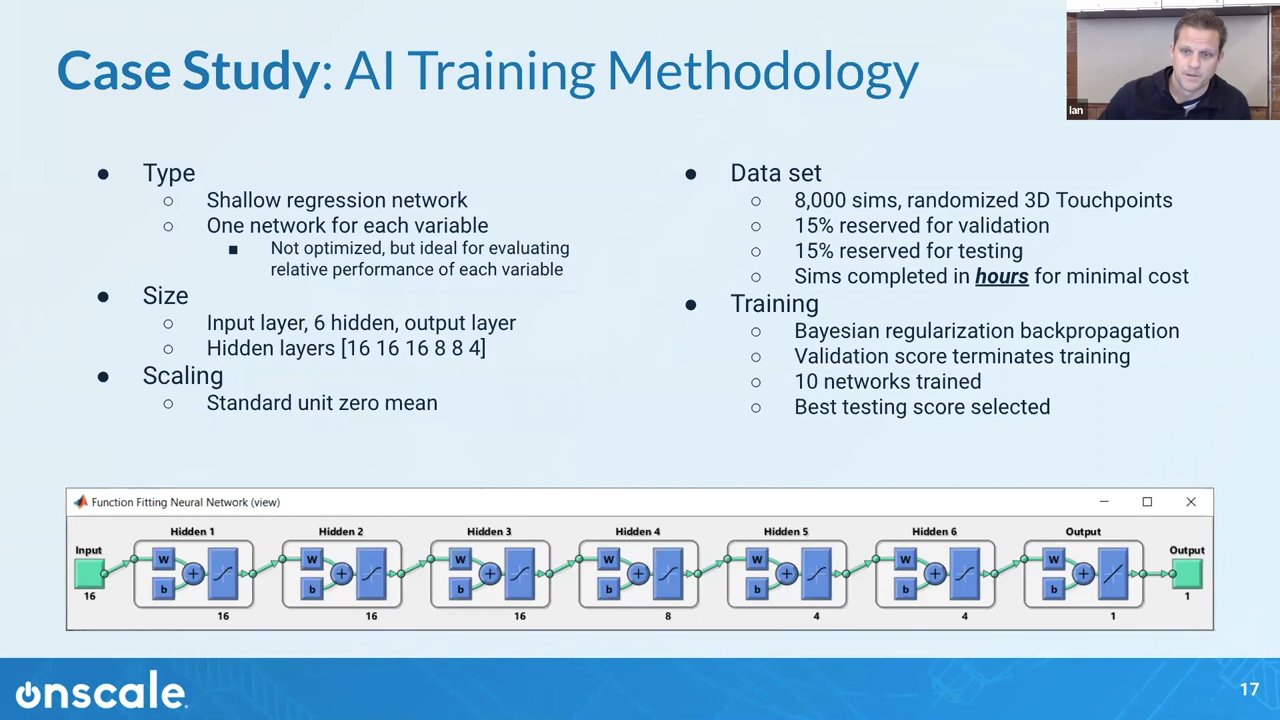 Case Study: AI Training Methodology
Ian
Type
Shallow regression network
One network for each variable
Not optimized, but ideal for evaluating
relative performance of each variable
Size
Input layer, 6 hidden, output layer
Hidden layers [16 16 16 8 8 4]
Scaling
Standard unit zero mean
Data set
8,000 sims, randomized 3D Touchpoints
15% reserved for validation
15% reserved for testing
Sims completed in hours for minimal cost
Training
Bayesian regularization backpropagation
Validation score terminates training
10 networks trained
Best testing score selected
Function Fitting Neural Network (view)
Hidden 1 Hidden 2 Hidden 3 Hidden 4 Hidden 5 Hidden 6 Output
Input Output
W W W W W W W
b b b b b b b
16 16 16 16 8 4 4 1 1
onscale
17